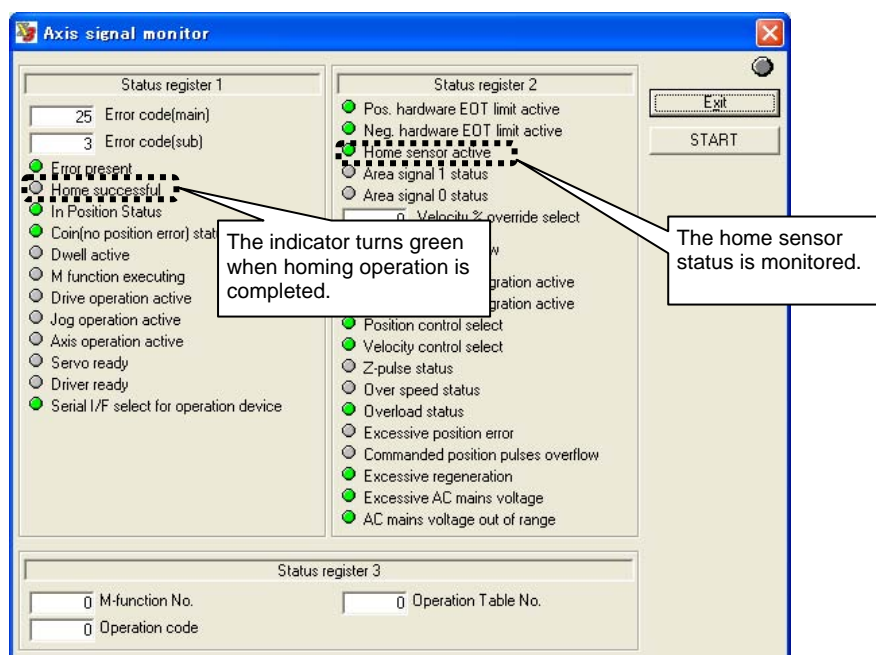 Axis signal monitor
Status register 1
25 Error code(main)
3 Error code(sub)
Error present
Home successful
In Position Status
Coin(no position error) stat
Dwell active
M function executing
Drive operation active
Jog operation active
Axis operation active
Servo ready
Driver ready
Serial I/F select for operation device
The indicator turns green
when homing operation is
completed.
Status register 2
Pos. hardware EOT limit active
Neg. hardware EOT limit active
Home sensor active
Area signal 1 status
Area signal 0 status
0 Velocity % override select
gration active
gration active
Position control select
Velocity control select
Z-pulse status
Over speed status
Overload status
Excessive position error
Commanded position pulses overflow
Excessive regeneration
Excessive AC mains voltage
AC mains voltage out of range
Exit
START
The home sensor
status is monitored.
Status register 3
0 M-function No.
0 Operation Table No.
0 Operation code